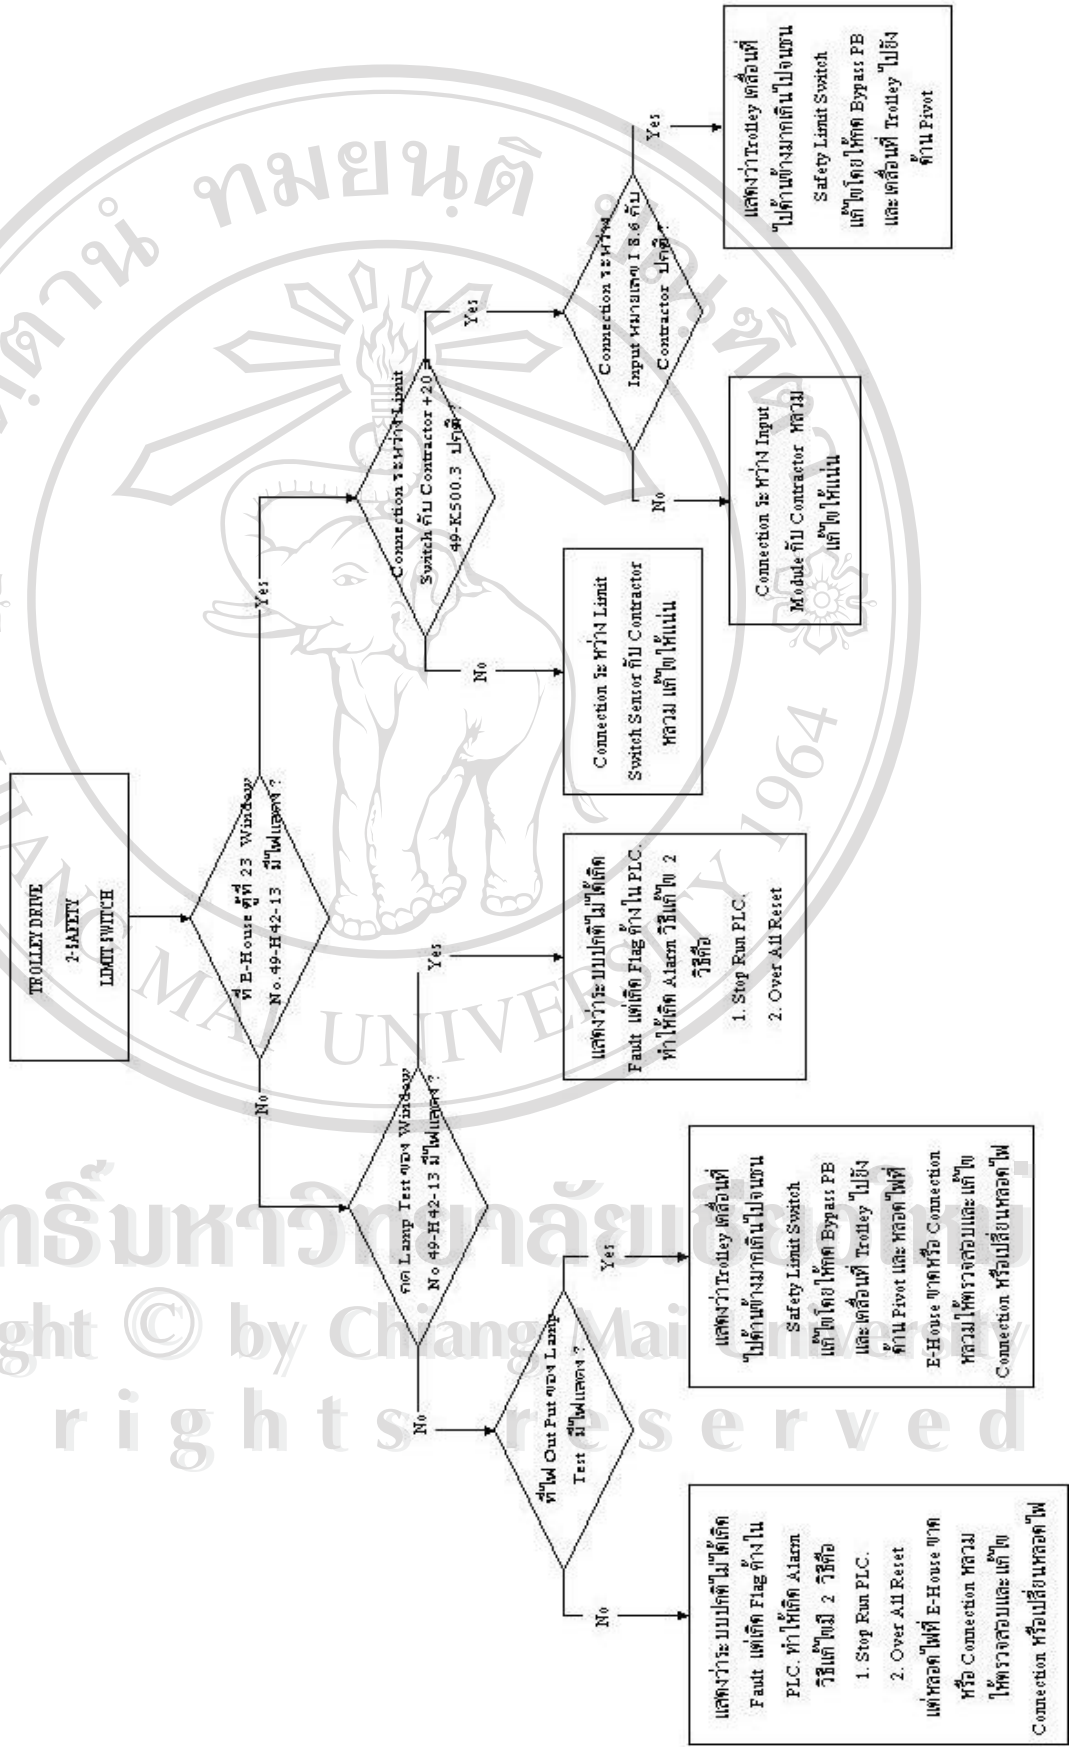 TROLLEY DRIVE
2-SAFETY
LIMIT SWITCH
ที่ E-House ตู้ที่ 23 Window
No.49-H42-13 มีไฟแสดง ?
No
Yes
กด Lamp Test ของ Window
No 49-H42-13 มีไฟแสดง ?
No
Yes
Connection ระหว่าง Limit
Switch กับ Contractor +20
49-K500.3 ปกติ ?
No
Yes
ที่ไฟ Out Put ของ Lamp
Test มีไฟแสดง ?
No
Yes
แสดงว่าระบบปกติไม่ได้เกิด
Fault แต่เกิด Flag ค้างใน PLC.
ทำให้เกิด Alarm วิธีแก้ไข 2
วิธีคือ
1. Stop Run PLC.
2. Over All Reset
Connection ระหว่าง Limit
Switch Sensor กับ Contractor
หลวม แก้ไขให้แน่น
Connection ระหว่าง
Input หมายเลข I 8.6 กับ
Contractor ปกติ ?
No
Yes
แสดงว่าระบบปกติไม่ได้เกิด
Fault แต่เกิด Flag ค้างใน
PLC. ทำให้เกิด Alarm
วิธีแก้ไขมี 2 วิธีคือ
1. Stop Run PLC.
2. Over All Reset
แต่หลอดไฟที่ E-House ขาด
หรือ Connection หลวม
ให้ตรวจสอบและแก้ไข
Connection หรือเปลี่ยนหลอดไฟ
แสดงว่า Trolley เคลื่อนที่
ไปด้านข้างมากเกินไปจนชน
Safety Limit Switch
แก้ไขโดยให้กด Bypass PB
และเคลื่อนที่ Trolley ไปยัง
ด้าน Pivot และ หลอดไฟที่
E-House ขาดหรือ Connection
หลวมให้ตรวจสอบและแก้ไข
Connection หรือเปลี่ยนหลอดไฟ
Connection ระหว่าง Input
Module กับ Contractor หลวม
แก้ไขให้แน่น
แสดงว่า Trolley เคลื่อนที่
ไปด้านข้างมากเกินไปจนชน
Safety Limit Switch
แก้ไขโดยให้กด Bypass PB
และเคลื่อนที่ Trolley ไปยัง
ด้าน Pivot
MAI UNIVERSITY 1964
by Chiang Mai University
rights reserved